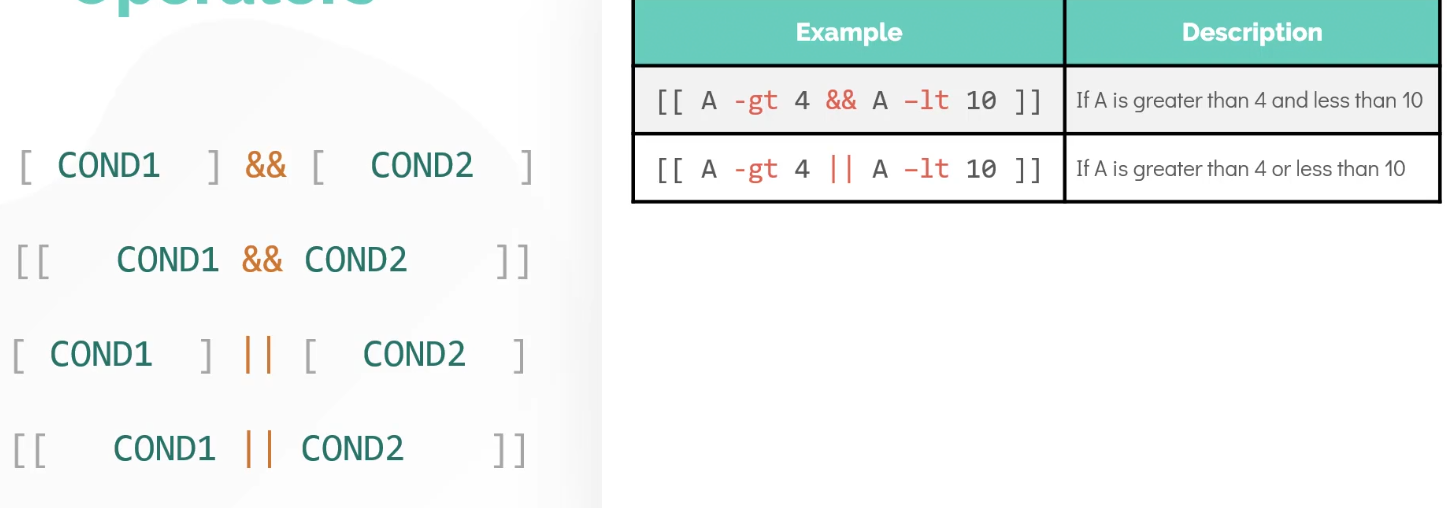 [ COND1 ] && [ COND2 ]
[[ COND1 && COND2 ]]
[ COND1 ] || [ COND2 ]
[[ COND1 || COND2 ]]
Example Description
[[ A -gt 4 && A –lt 10 ]] If A is greater than 4 and less than 10
[[ A -gt 4 || A –lt 10 ]] If A is greater than 4 or less than 10